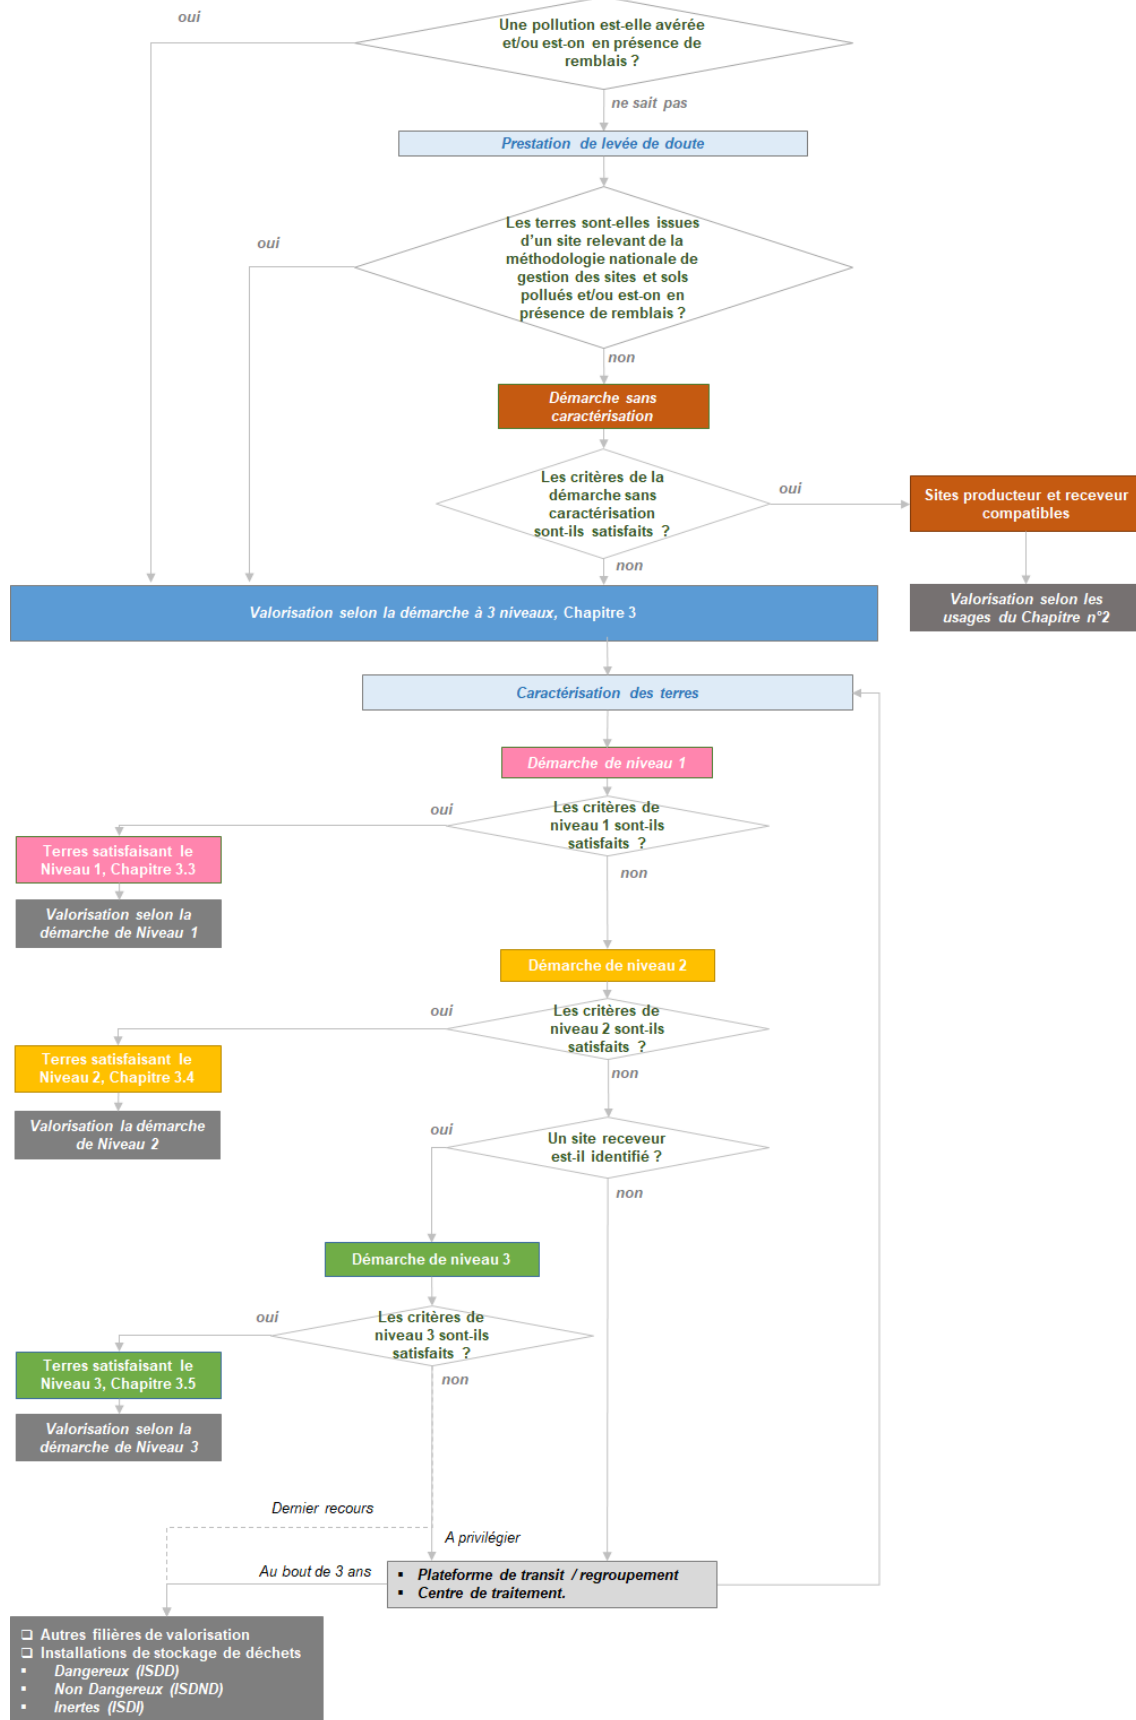 oui
Une pollution est-elle avérée
et/ou est-on en présence de
remblais ?
ne sait pas
Prestation de levée de doute
oui
Les terres sont-elles issues
d'un site relevant de la
méthodologie nationale de
gestion des sites et sols
pollués et/ou est-on en
présence de remblais ?
non
Démarche sans
caractérisation
Les critères de la
démarche sans
caractérisation
sont-ils satisfaits ?
oui
Sites producteur et receveur
compatibles
non
Valorisation selon la démarche à 3 niveaux, Chapitre 3
Valorisation selon les
usages du Chapitre n°2
Caractérisation des terres
Démarche de niveau 1
oui
Les critères de
niveau 1 sont-ils
satisfaits ?
Terres satisfaisant le
Niveau 1, Chapitre 3.3
non
Valorisation selon la
démarche de Niveau 1
Démarche de niveau 2
oui
Les critères de
niveau 2 sont-ils
satisfaits ?
Terres satisfaisant le
Niveau 2, Chapitre 3.4
non
Valorisation la démarche
de Niveau 2
oui
Un site receveur
est-il identifié ?
non
Démarche de niveau 3
oui
Les critères de
niveau 3 sont-ils
satisfaits ?
Terres satisfaisant le
Niveau 3, Chapitre 3.5
non
Valorisation selon la
démarche de Niveau 3
Dernier recours
A privilégier
Au bout de 3 ans
▪ Plateforme de transit / regroupement
▪ Centre de traitement.
❑ Autres filières de valorisation
❑ Installations de stockage de déchets
▪ Dangereux (ISDD)
▪ Non Dangereux (ISDND)
▪ Inertes (ISDI)